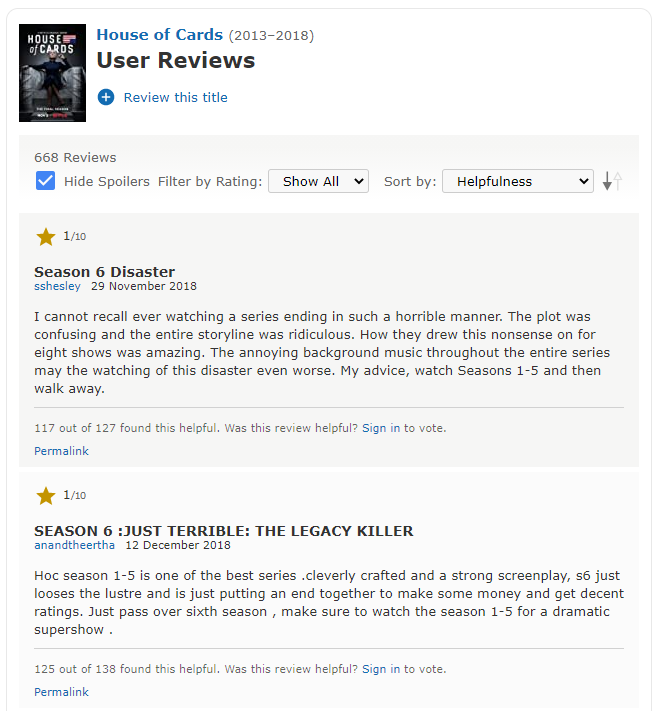 HOUSE
of CARDS
THE FINAL SEASON
House of Cards (2013–2018)
User Reviews
Review this title
668 Reviews
Hide Spoilers Filter by Rating: Show All Sort by: Helpfulness
1/10
Season 6 Disaster
sshesley 29 November 2018
I cannot recall ever watching a series ending in such a horrible manner. The plot was
confusing and the entire storyline was ridiculous. How they drew this nonsense on for
eight shows was amazing. The annoying background music throughout the entire series
may the watching of this disaster even worse. My advice, watch Seasons 1-5 and then
walk away.
117 out of 127 found this helpful. Was this review helpful? Sign in to vote.
Permalink
1/10
SEASON 6 :JUST TERRIBLE: THE LEGACY KILLER
anandtheertha 12 December 2018
Hoc season 1-5 is one of the best series .cleverly crafted and a strong screenplay, s6 just
looses the lustre and is just putting an end together to make some money and get decent
ratings. Just pass over sixth season , make sure to watch the season 1-5 for a dramatic
supershow .
125 out of 138 found this helpful. Was this review helpful? Sign in to vote.
Permalink